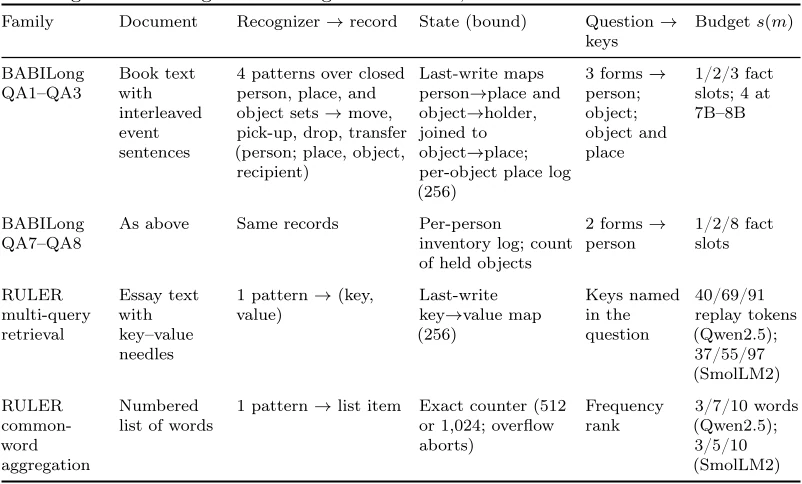 Family Document Recognizer → record State (bound) Question → keys Budget s(m)
BABILong QA1–QA3
Book text with interleaved event sentences
4 patterns over closed person, place, and object sets → move, pick-up, drop, transfer (person; place, object, recipient)
Last-write maps person→place and object→holder, joined to object→place; per-object place log (256)
3 forms → person; object; object and place
1/2/3 fact slots; 4 at 7B–8B
BABILong QA7–QA8
As above
Same records
Per-person inventory log; count of held objects
2 forms → person
1/2/8 fact slots
RULER multi-query retrieval
Essay text with key–value needles
1 pattern → (key, value)
Last-write key→value map (256)
Keys named in the question
40/69/91 replay tokens (Qwen2.5); 37/55/97 (SmolLM2)
RULER common-word aggregation
Numbered list of words
1 pattern → list item
Exact counter (512 or 1,024; overflow aborts)
Frequency rank
3/7/10 words (Qwen2.5); 3/5/10 (SmolLM2)